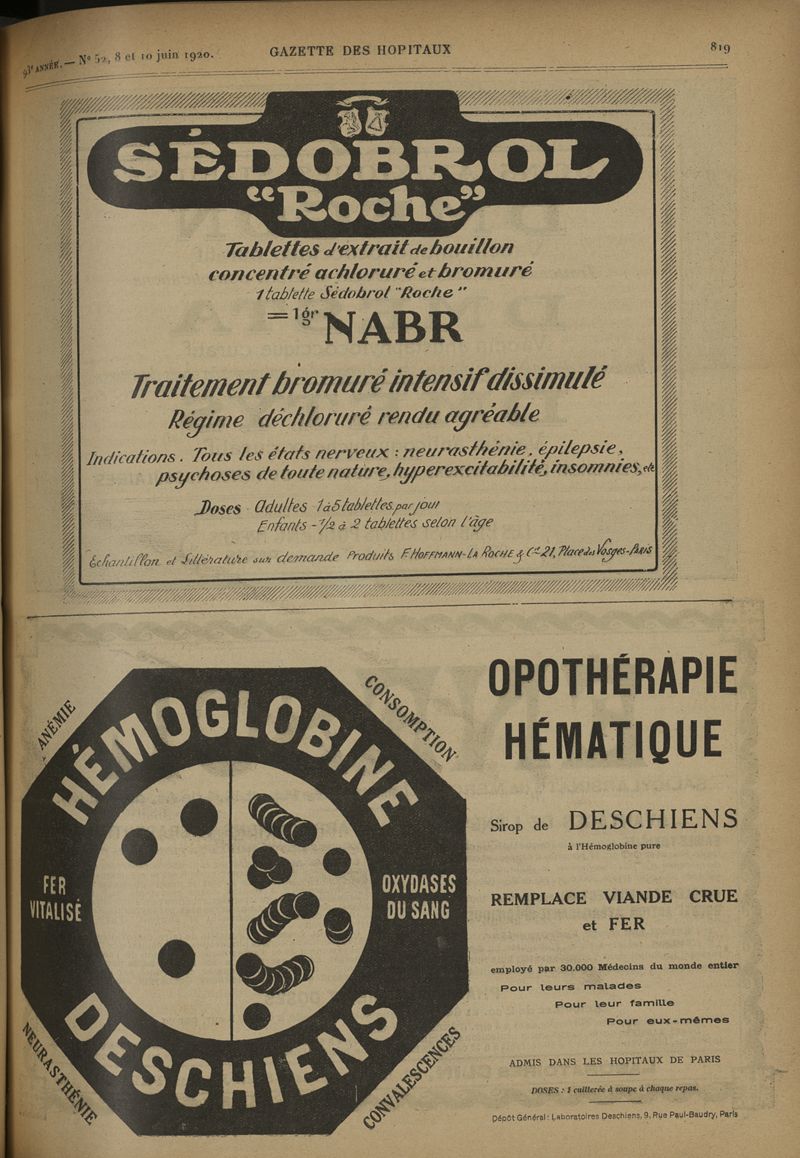 93e ANNÉE. — N° 52, 8 et 10 juin 1920.
GAZETTE DES HOPITAUX
819
SÉDOBROL
“Roche”
Tablettes d'extrait de bouillon
concentré achloruré et bromuré
1 tablette Sédobrol "Roche"
= 1gr NABR
Traitement bromuré intensif dissimulé
Régime déchloruré rendu agréable
Indications. Tous les états nerveux : neurasthénie, épilepsie,
psychoses de toute nature, hyperexcitabilité, insomnies, etc
Doses Adultes 1 à 5 tablettes par jour
Enfants - 1/2 à 2 tablettes selon l'âge
Echantillon et Littérature sur demande Produits F. HOFFMANN-LA ROCHE & Cie 21, Place des Vosges-PARIS
ANÉMIE
CONSOMPTION
HÉMOGLOBINE
FER
VITALISÉ
OXYDASES
DU SANG
DESCHIENS
NEURASTHÉNIE
CONVALESCENCES
OPOTHÉRAPIE
HÉMATIQUE
Sirop de DESCHIENS
à l'Hémoglobine pure
REMPLACE VIANDE CRUE
et FER
employé par 30.000 Médecins du monde entier
Pour leurs malades
Pour leur famille
Pour eux-mêmes
ADMIS DANS LES HOPITAUX DE PARIS
DOSES : 1 cuillerée à soupe à chaque repas.
Dépôt Général : Laboratoires Deschiens, 9, Rue Paul-Baudry, Paris